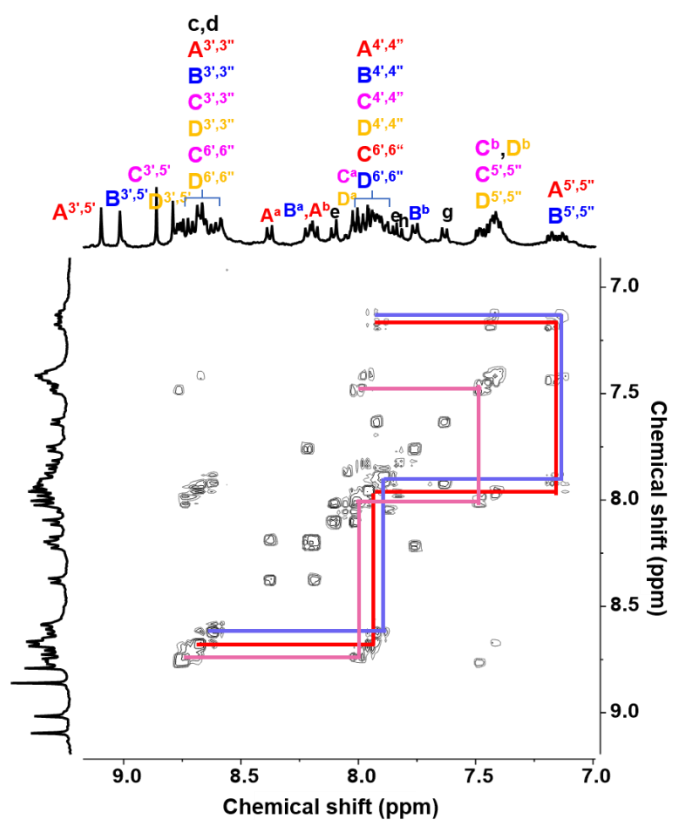 c,d
A3',3" A4',4"
B3',3" B4',4"
C3',3" C4',4"
D3',3" D4',4" Cb,Db
C3',5' C6',6" C6',6“ C5',5"
A3',5' B3',5' D3',5' D6',6" Ca D6',6" D5',5" A5',5"
Aa Ba,Ab e Da e h Bb g B5',5"
7.0
7.5
8.0
8.5
9.0
Chemical shift (ppm)
9.0 8.5 8.0 7.5 7.0
Chemical shift (ppm)